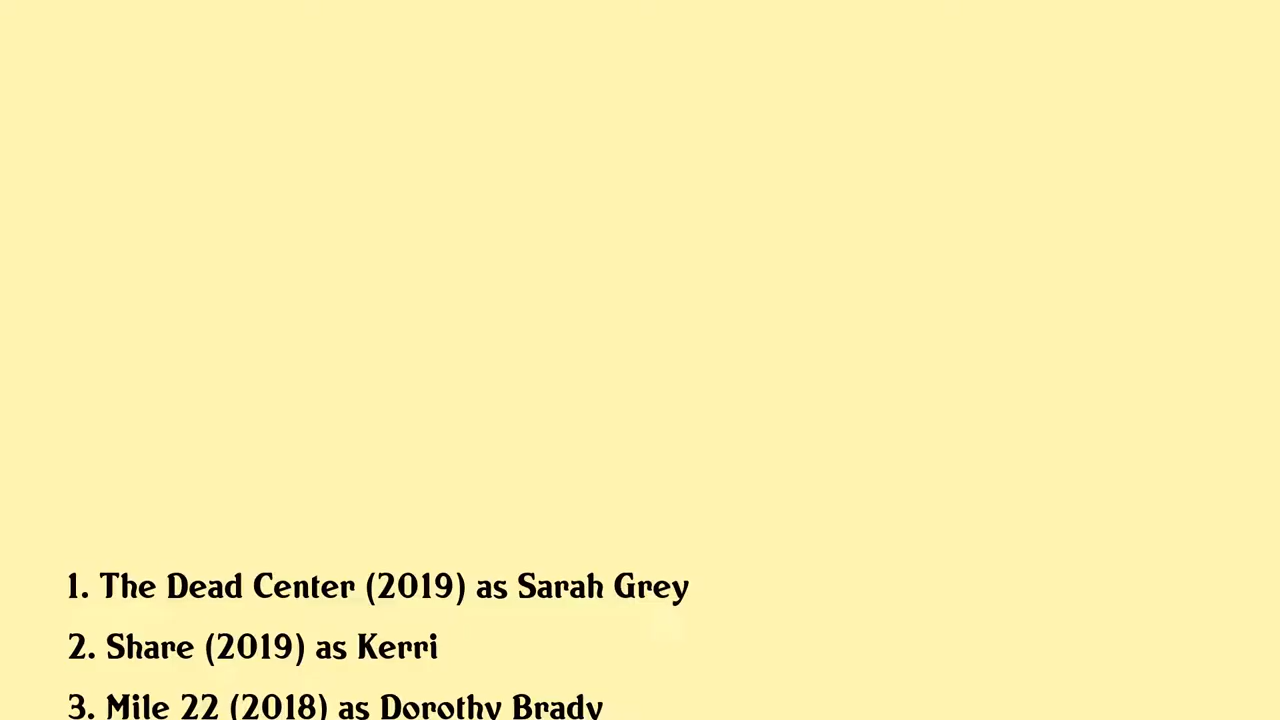 1. The Dead Center (2019) as Sarah Grey
2. Share (2019) as Kerri
3. Mile 22 (2018) as Dorothy Brady